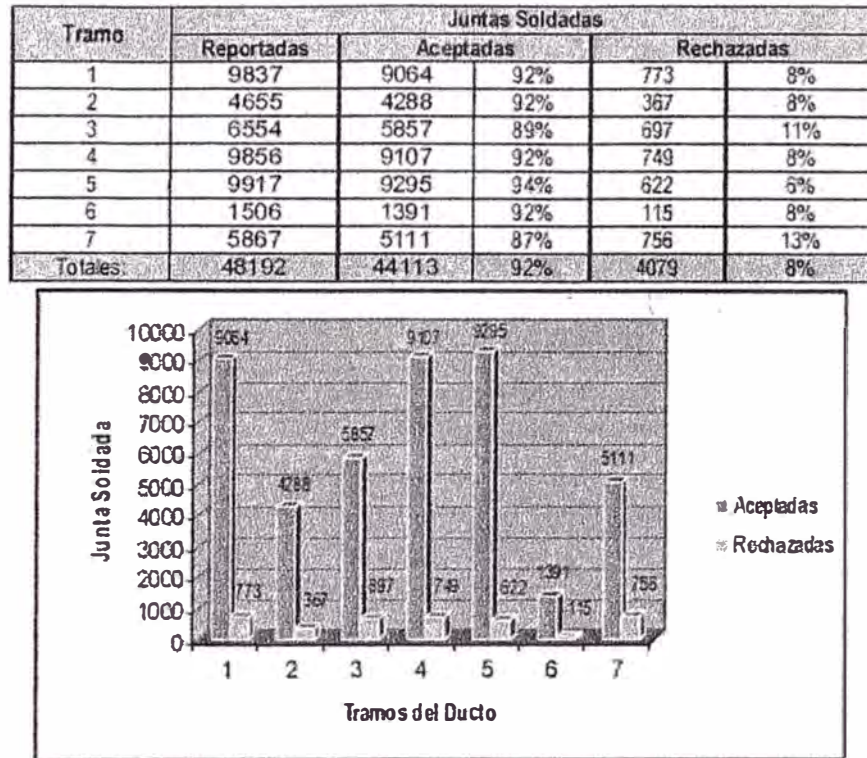 Tramo Juntas Soldadas
Reportadas Aceptadas Rechazadas
1 9837 9064 92% 773 8%
2 4655 4288 92% 367 8%
3 6554 5857 89% 697 11%
4 9856 9107 92% 749 8%
5 9917 9295 94% 622 6%
6 1506 1391 92% 115 8%
7 5867 5111 87% 756 13%
Totales: 48192 44113 92% 4079 8%
10000
9000
8000
7000
6000
5000
4000
3000
2000
1000
0
Junta Soldada
9064 4288 5857 9107 9295 1391 5111
773 367 697 749 622 115 756
1 2 3 4 5 6 7
Tramos del Ducto
Aceptadas
Rechazadas